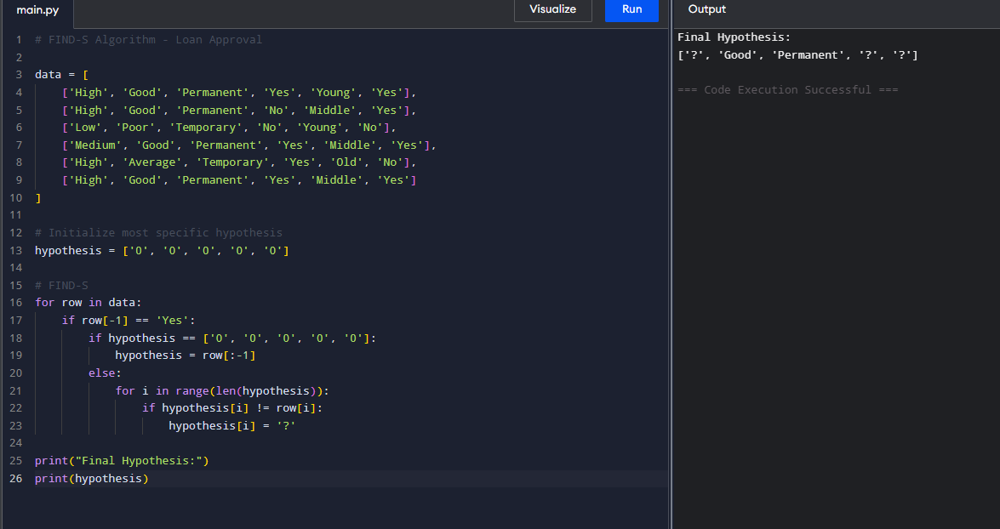 main.py
Visualize
Run
Output
1 # FIND-S Algorithm - Loan Approval
2
3 data = [
4     ['High', 'Good', 'Permanent', 'Yes', 'Young', 'Yes'],
5     ['High', 'Good', 'Permanent', 'No', 'Middle', 'Yes'],
6     ['Low', 'Poor', 'Temporary', 'No', 'Young', 'No'],
7     ['Medium', 'Good', 'Permanent', 'Yes', 'Middle', 'Yes'],
8     ['High', 'Average', 'Temporary', 'Yes', 'Old', 'No'],
9     ['High', 'Good', 'Permanent', 'Yes', 'Middle', 'Yes']
10 ]
11
12 # Initialize most specific hypothesis
13 hypothesis = ['0', '0', '0', '0', '0']
14
15 # FIND-S
16 for row in data:
17     if row[-1] == 'Yes':
18         if hypothesis == ['0', '0', '0', '0', '0']:
19             hypothesis = row[:-1]
20         else:
21             for i in range(len(hypothesis)):
22                 if hypothesis[i] != row[i]:
23                     hypothesis[i] = '?'
24
25 print("Final Hypothesis:")
26 print(hypothesis)
Final Hypothesis:
['?', 'Good', 'Permanent', '?', '?']
=== Code Execution Successful ===